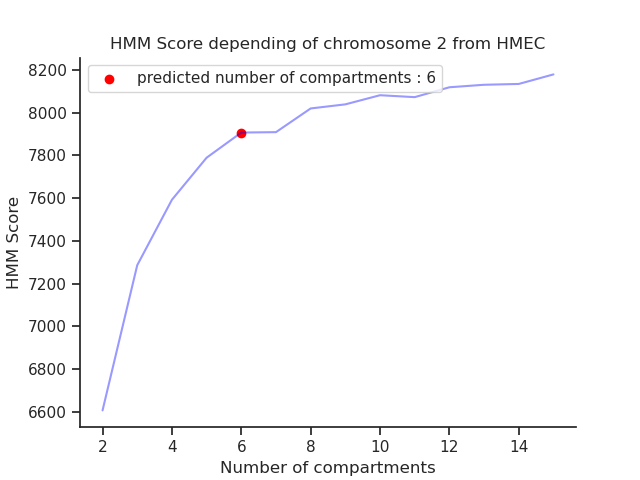 HMM Score depending of chromosome 2 from HMEC
predicted number of compartments : 6
8200
8000
7800
7600
7400
7200
7000
6800
6600
HMM Score
2 4 6 8 10 12 14
Number of compartments